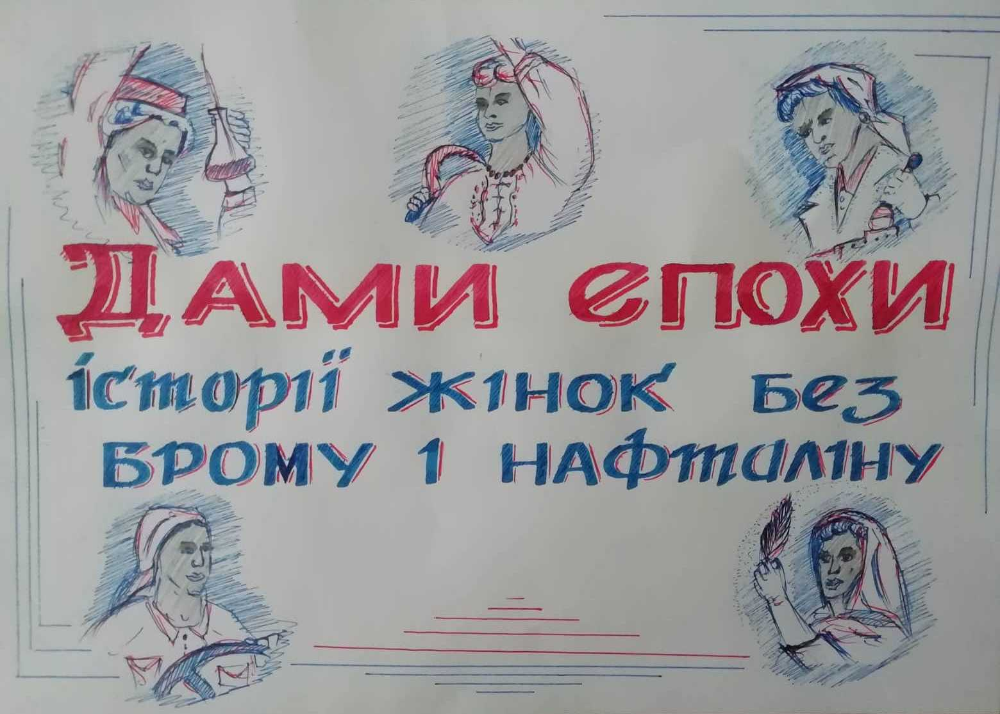 Дами епохи
історії жінок без
брому і нафталіну